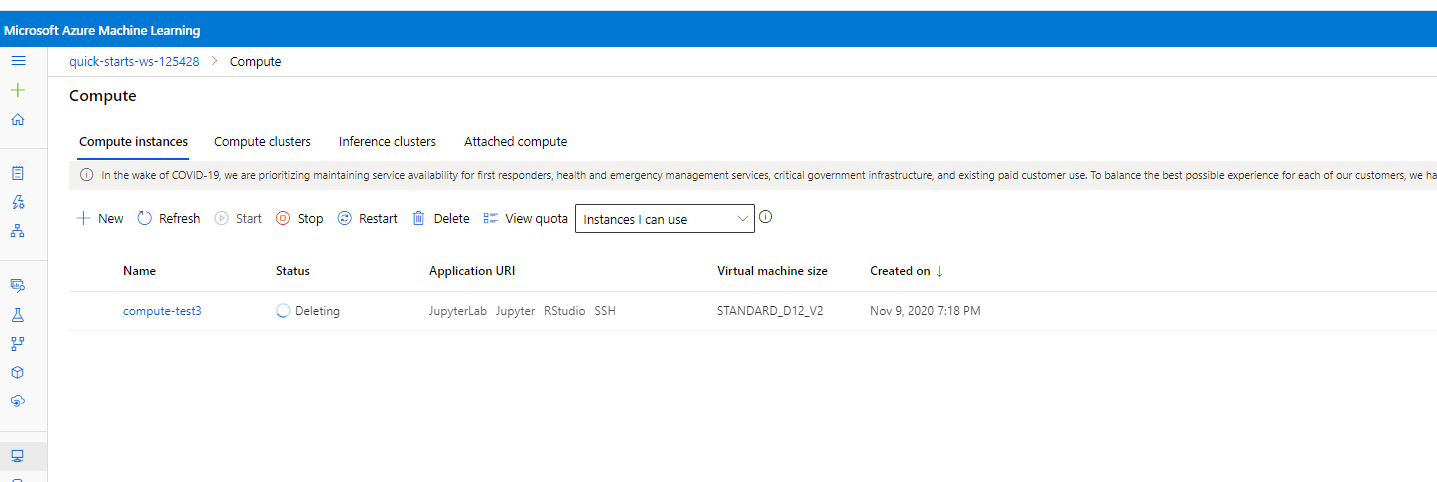 Microsoft Azure Machine Learning
quick-starts-ws-125428 > Compute
Compute
Compute instances Compute clusters Inference clusters Attached compute
In the wake of COVID-19, we are prioritizing maintaining service availability for first responders, health and emergency management services, critical government infrastructure, and existing paid customer use. To balance the best possible experience for each of our customers, we ha
New Refresh Start Stop Restart Delete View quota Instances I can use
Name Status Application URI Virtual machine size Created on ↓
compute-test3 Deleting JupyterLab Jupyter RStudio SSH STANDARD_D12_V2 Nov 9, 2020 7:18 PM